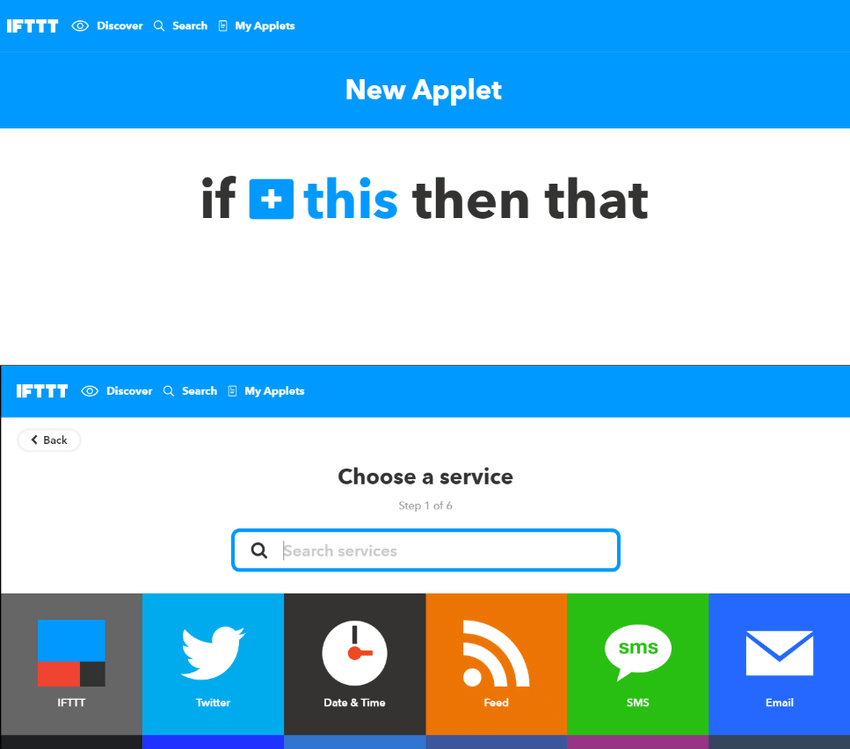 IFTTT Discover Search My Applets
New Applet
if + this then that
IFTTT Discover Search My Applets
Back
Choose a service
Step 1 of 6
Search services
sms
IFTTT Twitter Date & Time Feed SMS Email